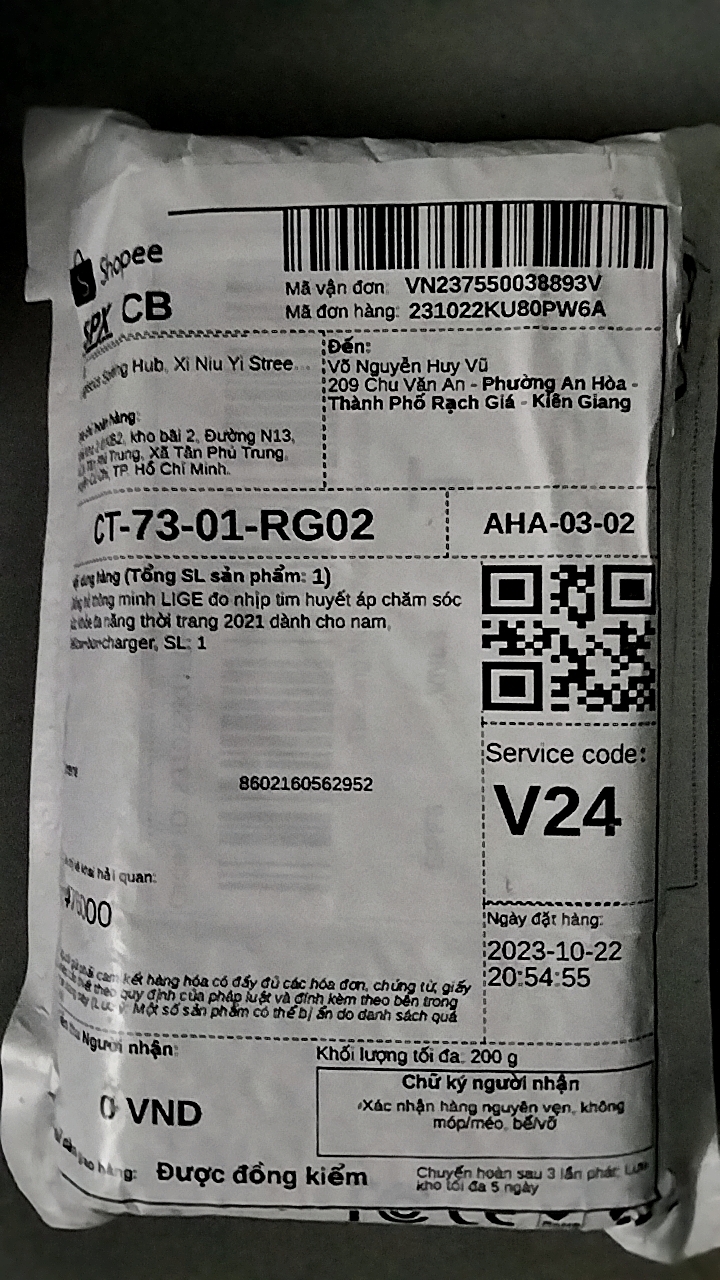 Shopee
SPX CB
Mã vận đơn: VN237550038893V
Mã đơn hàng: 231022KU80PW6A
Hub, Xi Niu Yi Stree...
Đến:
Võ Nguyễn Huy Vũ
209 Chu Văn An - Phường An Hòa -
Thành Phố Rạch Giá - Kiên Giang
hàng:
kho bãi 2, Đường N13,
Trung, Xã Tân Phú Trung,
TP. Hồ Chí Minh.
CT-73-01-RG02
AHA-03-02
hàng (Tổng SL sản phẩm: 1)
minh LIGE đo nhịp tim huyết áp chăm sóc
năng thời trang 2021 dành cho nam,
charger, SL: 1
Service code:
V24
8602160562952
hải quan:
Ngày đặt hàng:
2023-10-22
20:54:55
cam kết hàng hóa có đầy đủ các hóa đơn, chứng từ, giấy
theo quy định của pháp luật và đính kèm theo bên trong
Một số sản phẩm có thể bị ẩn do danh sách quá
Người nhận:
0 VND
Khối lượng tối đa: 200 g
Chữ ký người nhận
Xác nhận hàng nguyên vẹn, không
móp/méo, bể/vỡ
hàng: Được đồng kiểm
Chuyển hoàn sau 3 lần phát; Lưu
kho tối đa 5 ngày